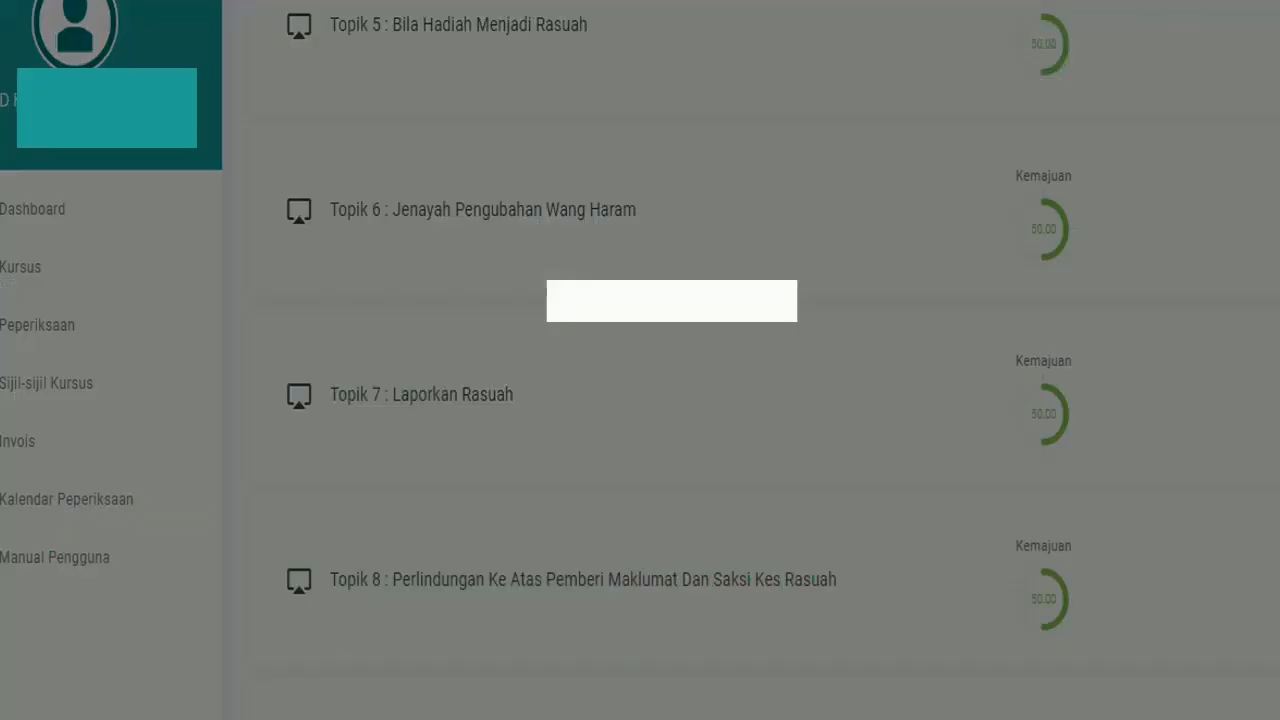 D
Dashboard
Kursus
Peperiksaan
Sijil-sijil Kursus
Invois
Kalendar Peperiksaan
Manual Pengguna
Topik 5 : Bila Hadiah Menjadi Rasuah
50.00
Topik 6 : Jenayah Pengubahan Wang Haram
Kemajuan
50.00
Topik 7 : Laporkan Rasuah
Kemajuan
50.00
Topik 8 : Perlindungan Ke Atas Pemberi Maklumat Dan Saksi Kes Rasuah
Kemajuan
50.00